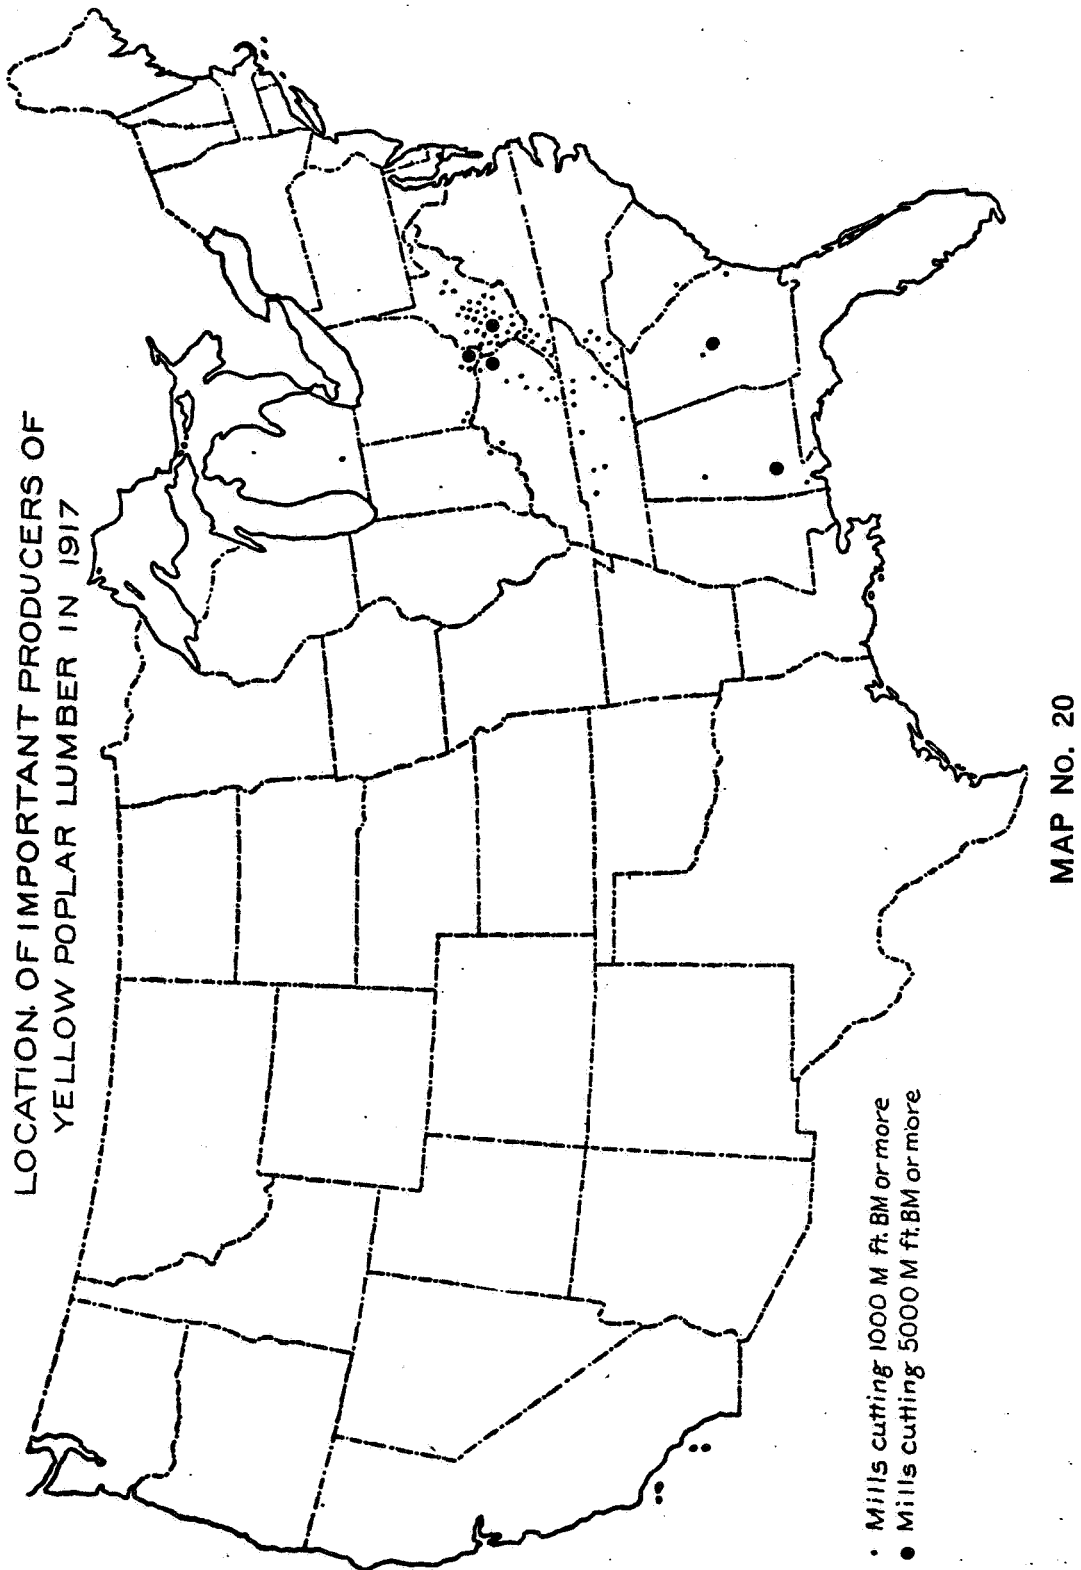 LOCATION OF IMPORTANT PRODUCERS OF
YELLOW POPLAR LUMBER IN 1917
• Mills cutting 1000 M ft. BM or more
● Mills cutting 5000 M ft. BM or more
MAP No. 20